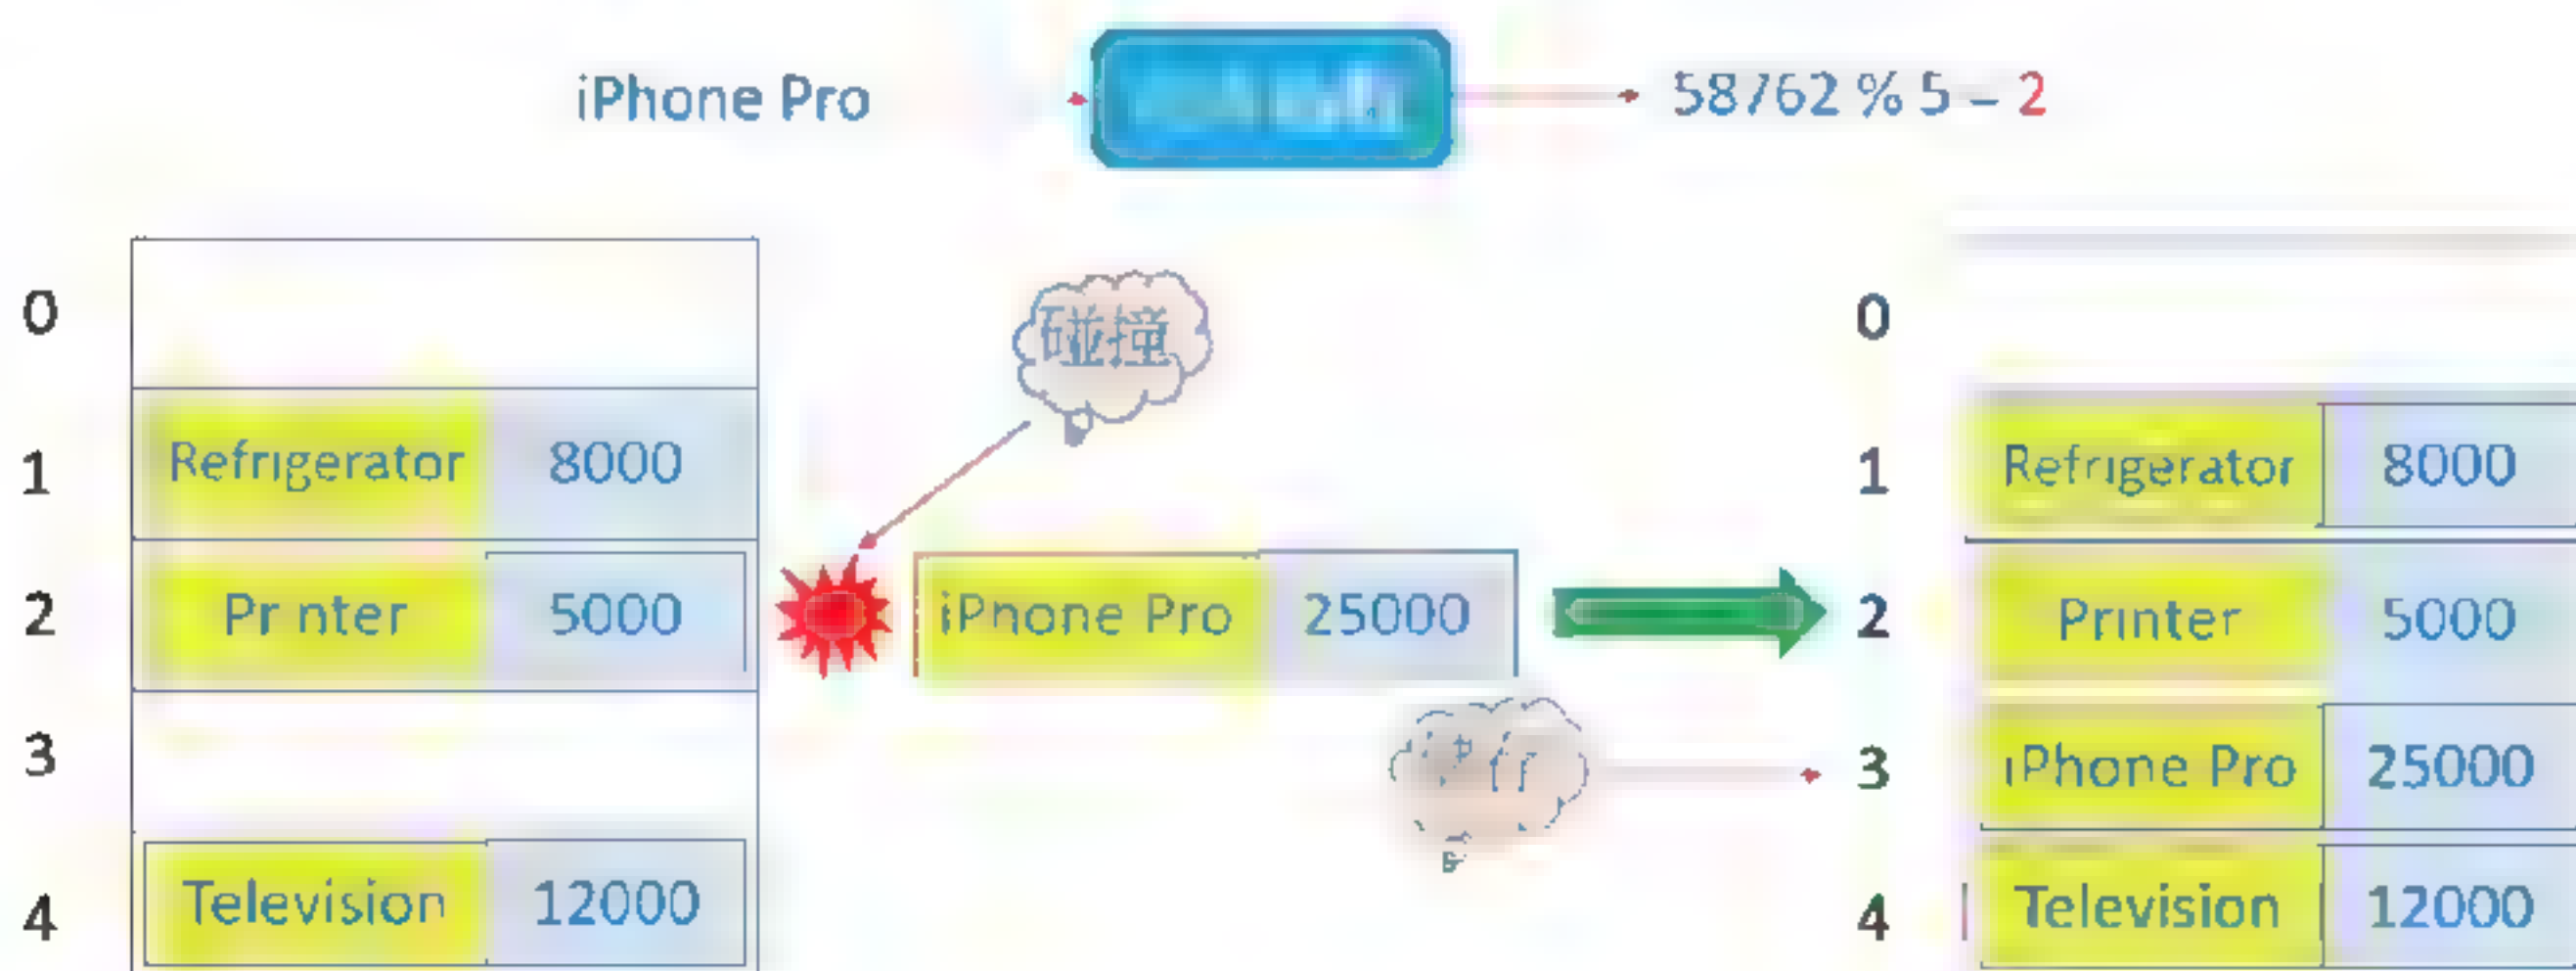 iPhone Pro
58762 % 5 = 2
碰撞
0
1 Refrigerator 8000
2 Printer 5000
3
4 Television 12000
iPhone Pro 25000
0
1 Refrigerator 8000
2 Printer 5000
3 iPhone Pro 25000
4 Television 12000